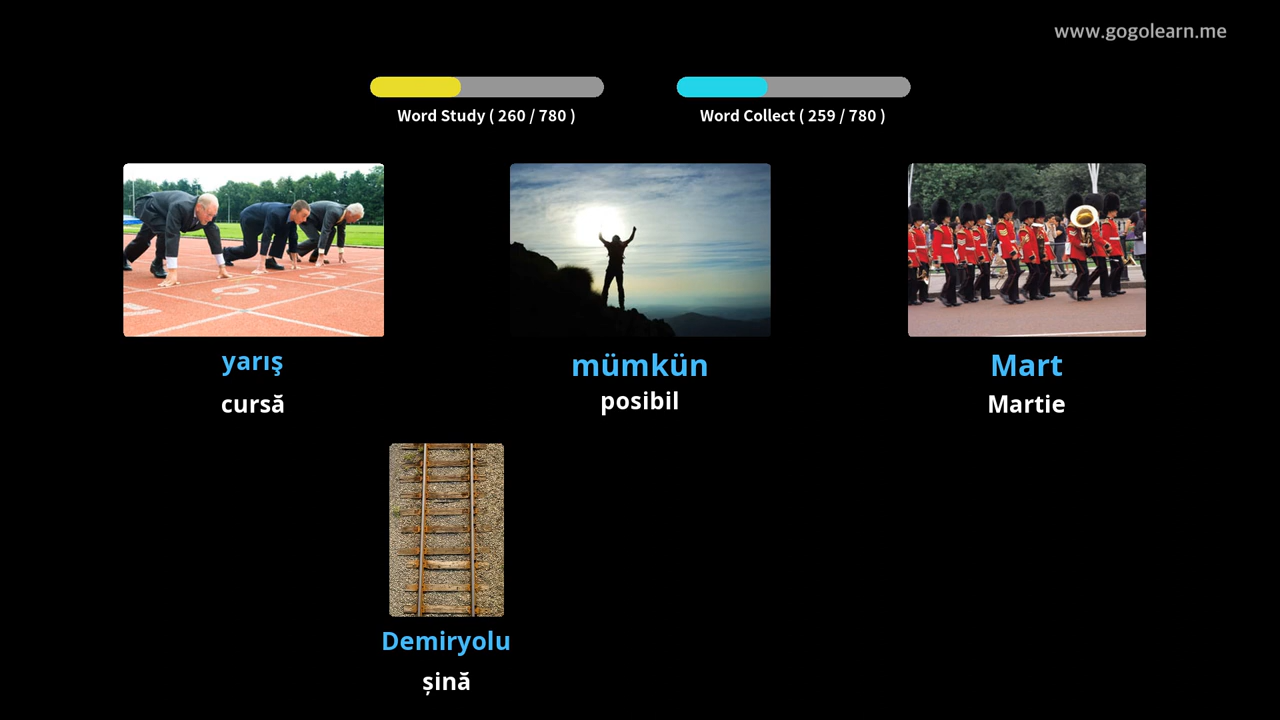 www.gogolearn.me
Word Study ( 260 / 780 )
Word Collect ( 259 / 780 )
yarış
cursă
mümkün
posibil
Mart
Martie
Demiryolu
șină